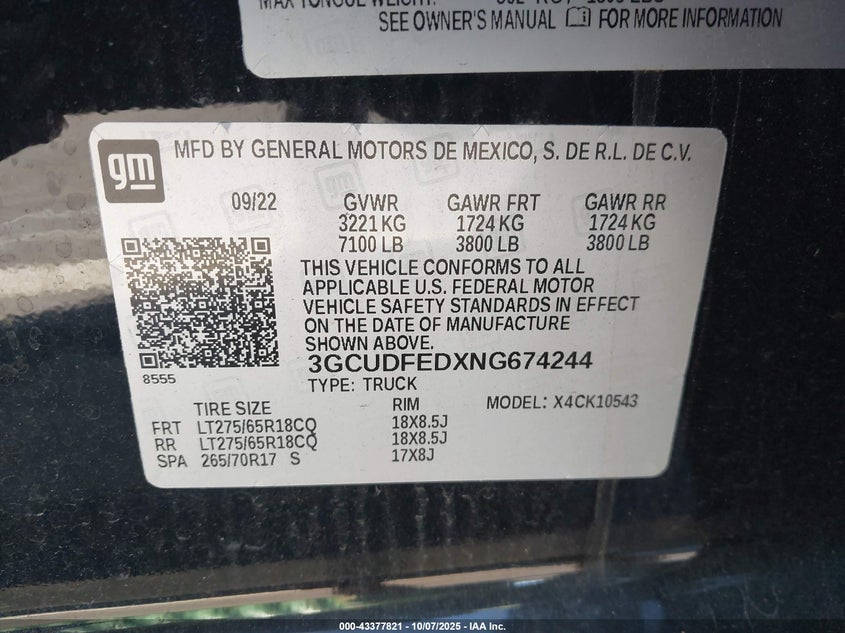 MAX TONGUE WEIGHT:
SEE OWNER'S MANUAL FOR MORE INFORMATION
gm
MFD BY GENERAL MOTORS DE MEXICO, S. DE R.L. DE C.V.
09/22 GVWR GAWR FRT GAWR RR
3221 KG 1724 KG 1724 KG
7100 LB 3800 LB 3800 LB
THIS VEHICLE CONFORMS TO ALL
APPLICABLE U.S. FEDERAL MOTOR
VEHICLE SAFETY STANDARDS IN EFFECT
ON THE DATE OF MANUFACTURE
SHOWN ABOVE.
3GCUDFEDXNG674244
8555
TYPE: TRUCK
TIRE SIZE RIM MODEL: X4CK10543
FRT LT275/65R18CQ 18X8.5J
RR LT275/65R18CQ 18X8.5J
SPA 265/70R17 S 17X8J
000-43377821 - 10/07/2025 - IAA Inc.